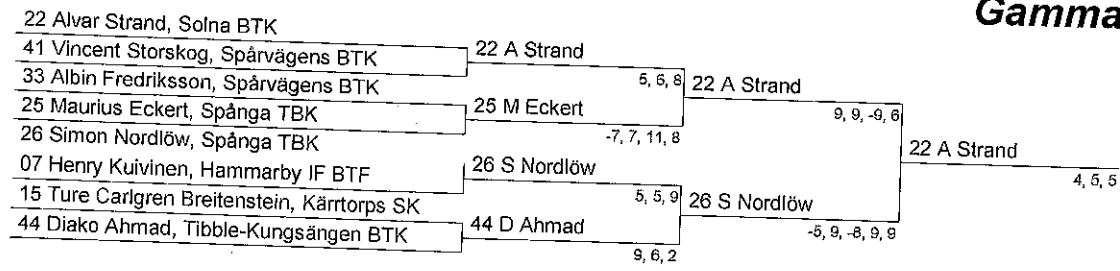 Gamma
22 Alvar Strand, Solna BTK
41 Vincent Storskog, Spårvägens BTK
33 Albin Fredriksson, Spårvägens BTK
25 Maurius Eckert, Spånga TBK
26 Simon Nordlöw, Spånga TBK
07 Henry Kuivinen, Hammarby IF BTF
15 Ture Carlgren Breitenstein, Kärrtorps SK
44 Diako Ahmad, Tibble-Kungsängen BTK
22 A Strand
5, 6, 8
25 M Eckert
-7, 7, 11, 8
26 S Nordlöw
5, 5, 9
44 D Ahmad
9, 6, 2
22 A Strand
9, 9, -9, 6
26 S Nordlöw
-5, 9, -8, 9, 9
22 A Strand
4, 5, 5